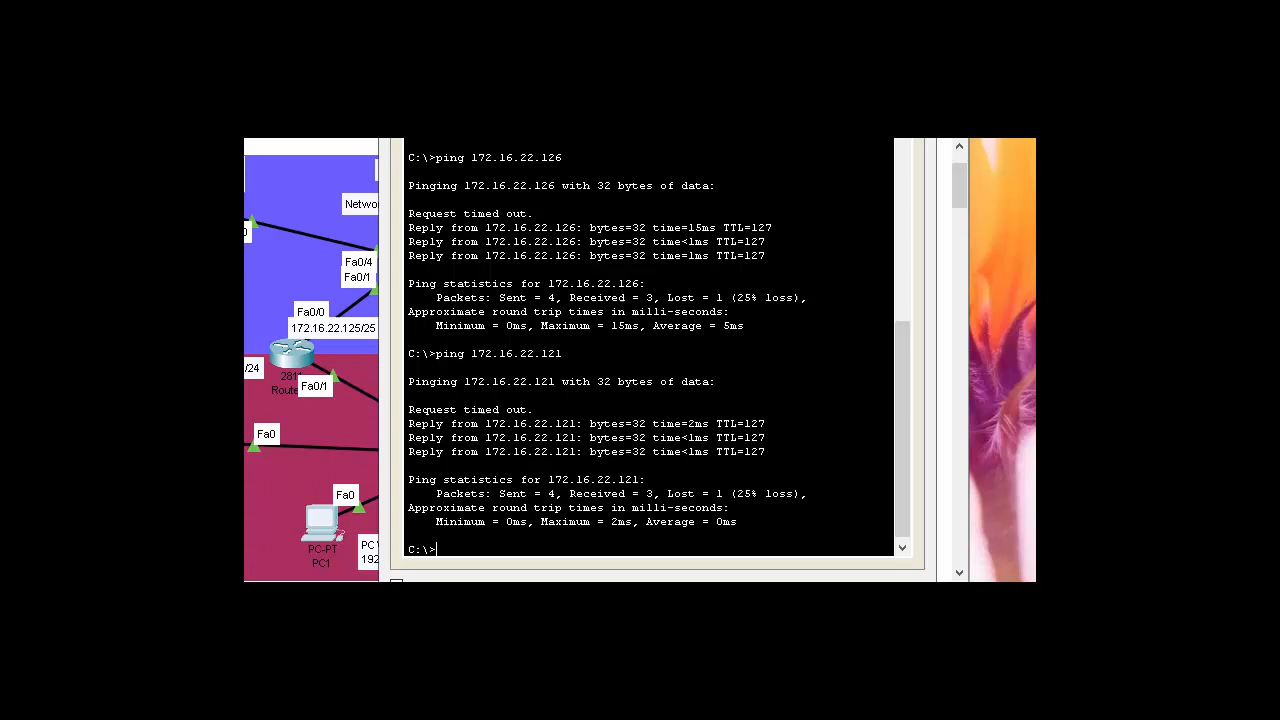 C:\>ping 172.16.22.126
Pinging 172.16.22.126 with 32 bytes of data:
Request timed out.
Reply from 172.16.22.126: bytes=32 time=15ms TTL=127
Reply from 172.16.22.126: bytes=32 time<1ms TTL=127
Reply from 172.16.22.126: bytes=32 time=1ms TTL=127
Ping statistics for 172.16.22.126:
Packets: Sent = 4, Received = 3, Lost = 1 (25% loss),
Approximate round trip times in milli-seconds:
Minimum = 0ms, Maximum = 15ms, Average = 5ms
C:\>ping 172.16.22.121
Pinging 172.16.22.121 with 32 bytes of data:
Request timed out.
Reply from 172.16.22.121: bytes=32 time=2ms TTL=127
Reply from 172.16.22.121: bytes=32 time<1ms TTL=127
Reply from 172.16.22.121: bytes=32 time<1ms TTL=127
Ping statistics for 172.16.22.121:
Packets: Sent = 4, Received = 3, Lost = 1 (25% loss),
Approximate round trip times in milli-seconds:
Minimum = 0ms, Maximum = 2ms, Average = 0ms
C:\>
Netwo
0
Fa0/4
Fa0/1
Fa0/0
172.16.22.125/25
/24
281
Route
Fa0/1
Fa0
Fa0
PC-PT
PC1
PC
192